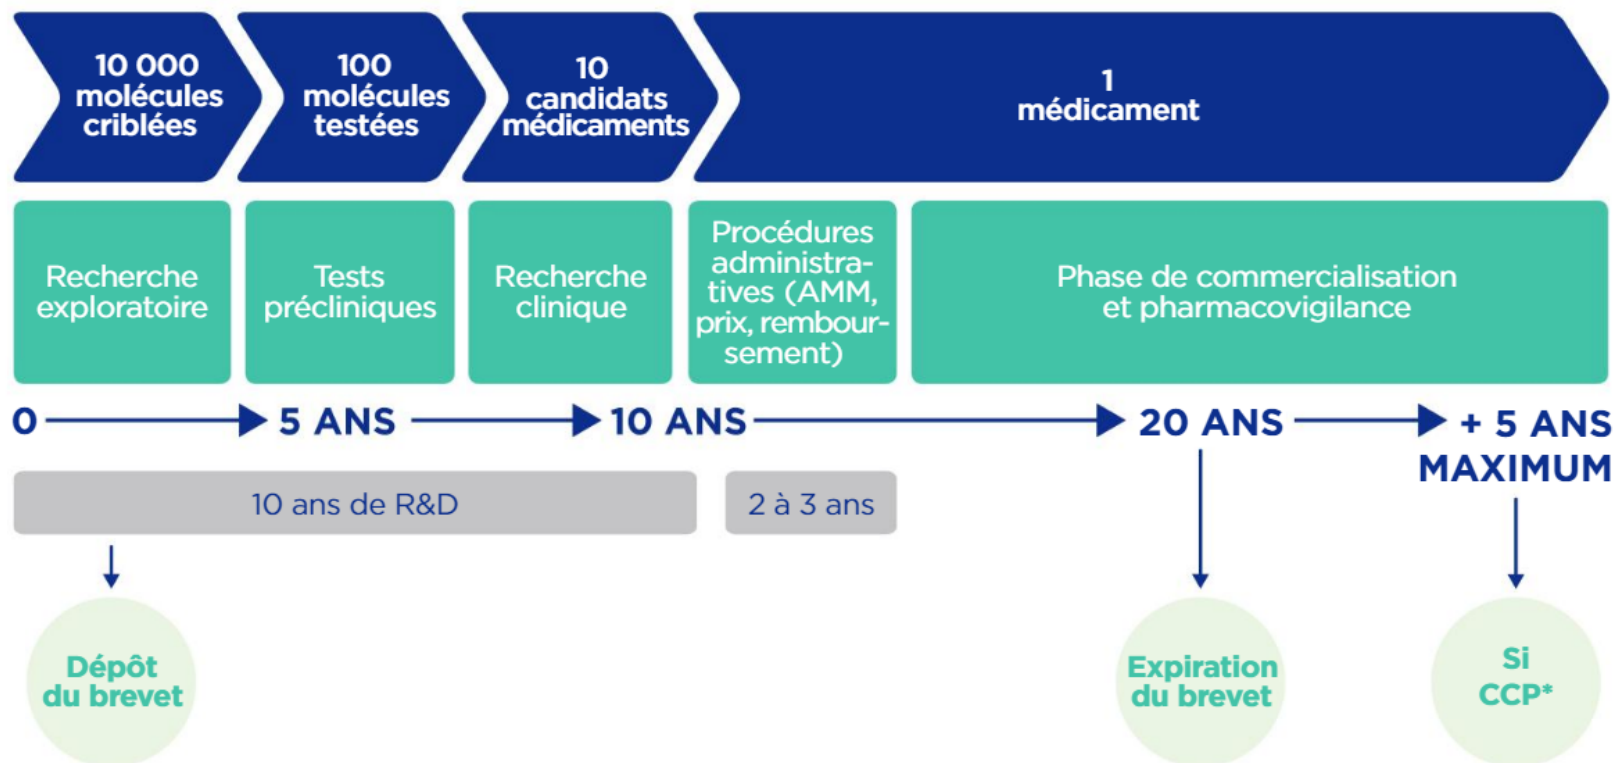 10 000
molécules
criblées
100
molécules
testées
10
candidats
médicaments
1
médicament
Recherche
exploratoire
Tests
précliniques
Recherche
clinique
Procédures
administra-
tives (AMM,
prix, rembour-
sement)
Phase de commercialisation
et pharmacovigilance
0
5 ANS
10 ANS
20 ANS
+ 5 ANS
MAXIMUM
10 ans de R&D
2 à 3 ans
Dépôt
du brevet
Expiration
du brevet
Si
CCP*